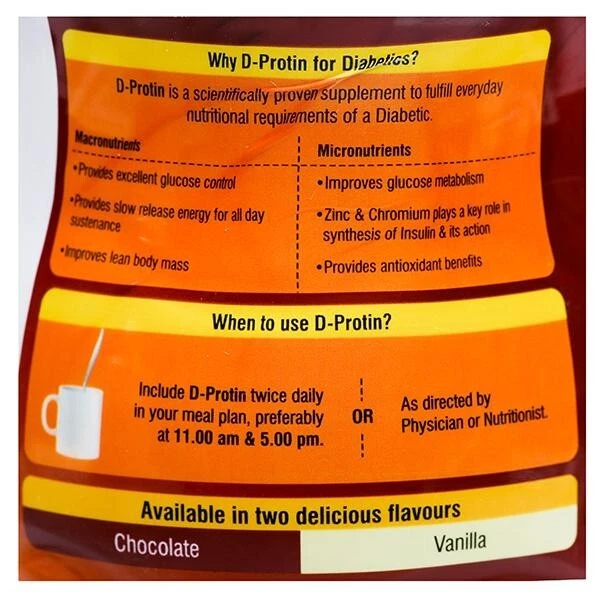 Why D-Protin for Diabetics?
D-Protin is a scientifically proven supplement to fulfill everyday
nutritional requirements of a Diabetic.
Macronutrients
•Provides excellent glucose control
•Provides slow release energy for all day
sustenance
•Improves lean body mass
Micronutrients
•Improves glucose metabolism
•Zinc & Chromium plays a key role in
synthesis of Insulin & its action
•Provides antioxidant benefits
When to use D-Protin?
Include D-Protin twice daily
in your meal plan, preferably
at 11.00 am & 5.00 pm.
OR
As directed by
Physician or Nutritionist.
Available in two delicious flavours
Chocolate
Vanilla